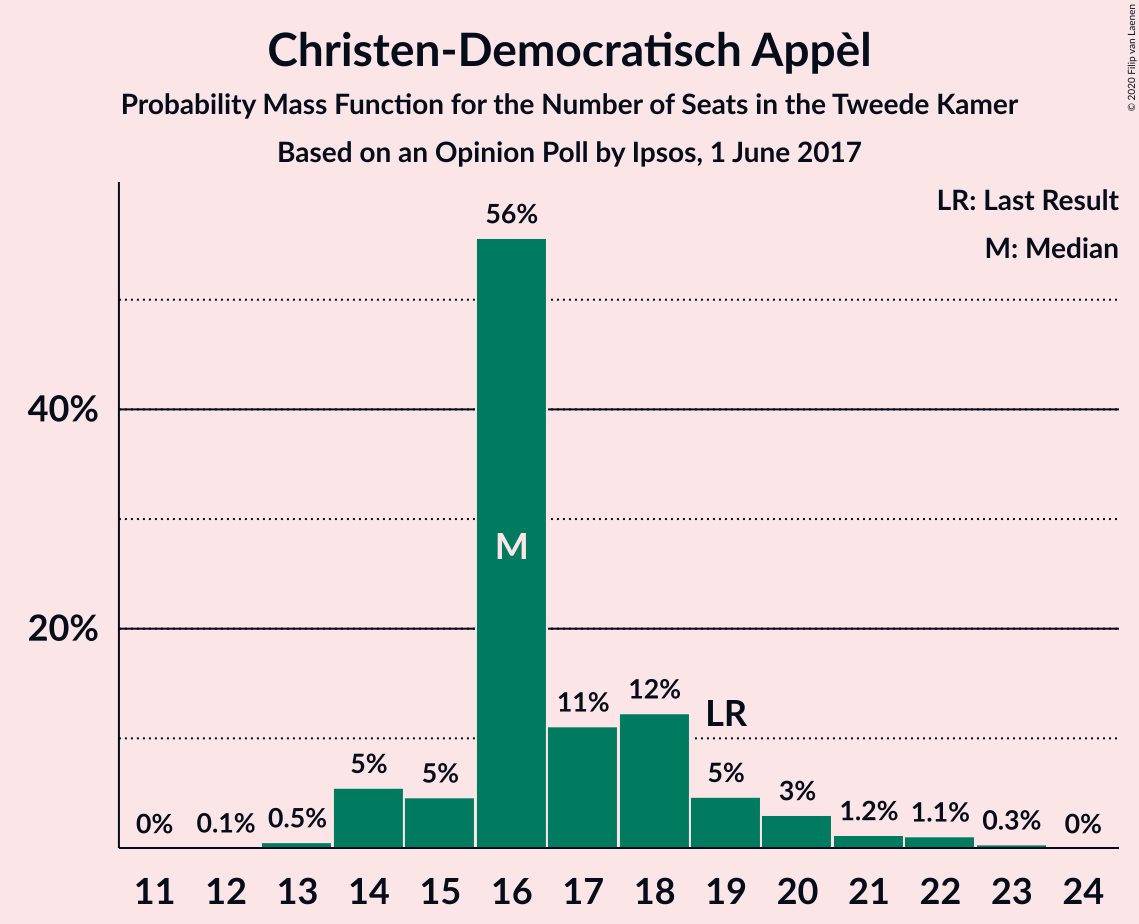 Christen-Democratisch Appèl
Probability Mass Function for the Number of Seats in the Tweede Kamer
Based on an Opinion Poll by Ipsos, 1 June 2017
© 2020 Filip van Laenen
LR: Last Result
M: Median
56%
40%
M
20%
12%
11%
LR
5%
5%
5%
3%
1.2%
1.1%
0.5%
0.3%
0.1%
0%
0%
11 12 13 14 15 16 17 18 19 20 21 22 23 24